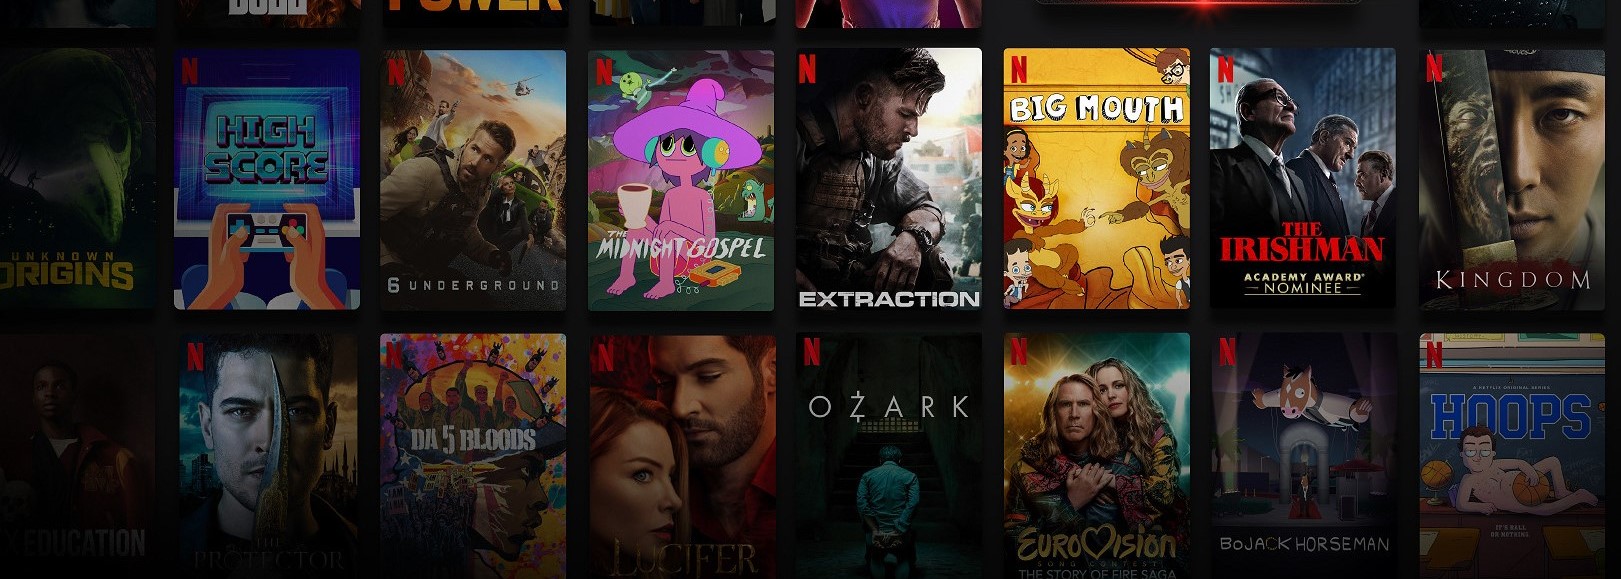 POWER
UNKNOWN
ORIGINS
HIGH
SCORE
6 UNDERGROUND
THE
MIDNIGHT GOSPEL
EXTRACTION
BIG MOUTH
THE
IRISHMAN
ACADEMY AWARD®
NOMINEE
KINGDOM
EDUCATION
THE
PROTECTOR
DA 5 BLOODS
LUCIFER
OZARK
EUROVISION
SONG CONTEST
THE STORY OF FIRE SAGA
BOJACK HORSEMAN
A NETFLIX ORIGINAL SERIES
HOOPS
IT'S BALL
OR NOTHING